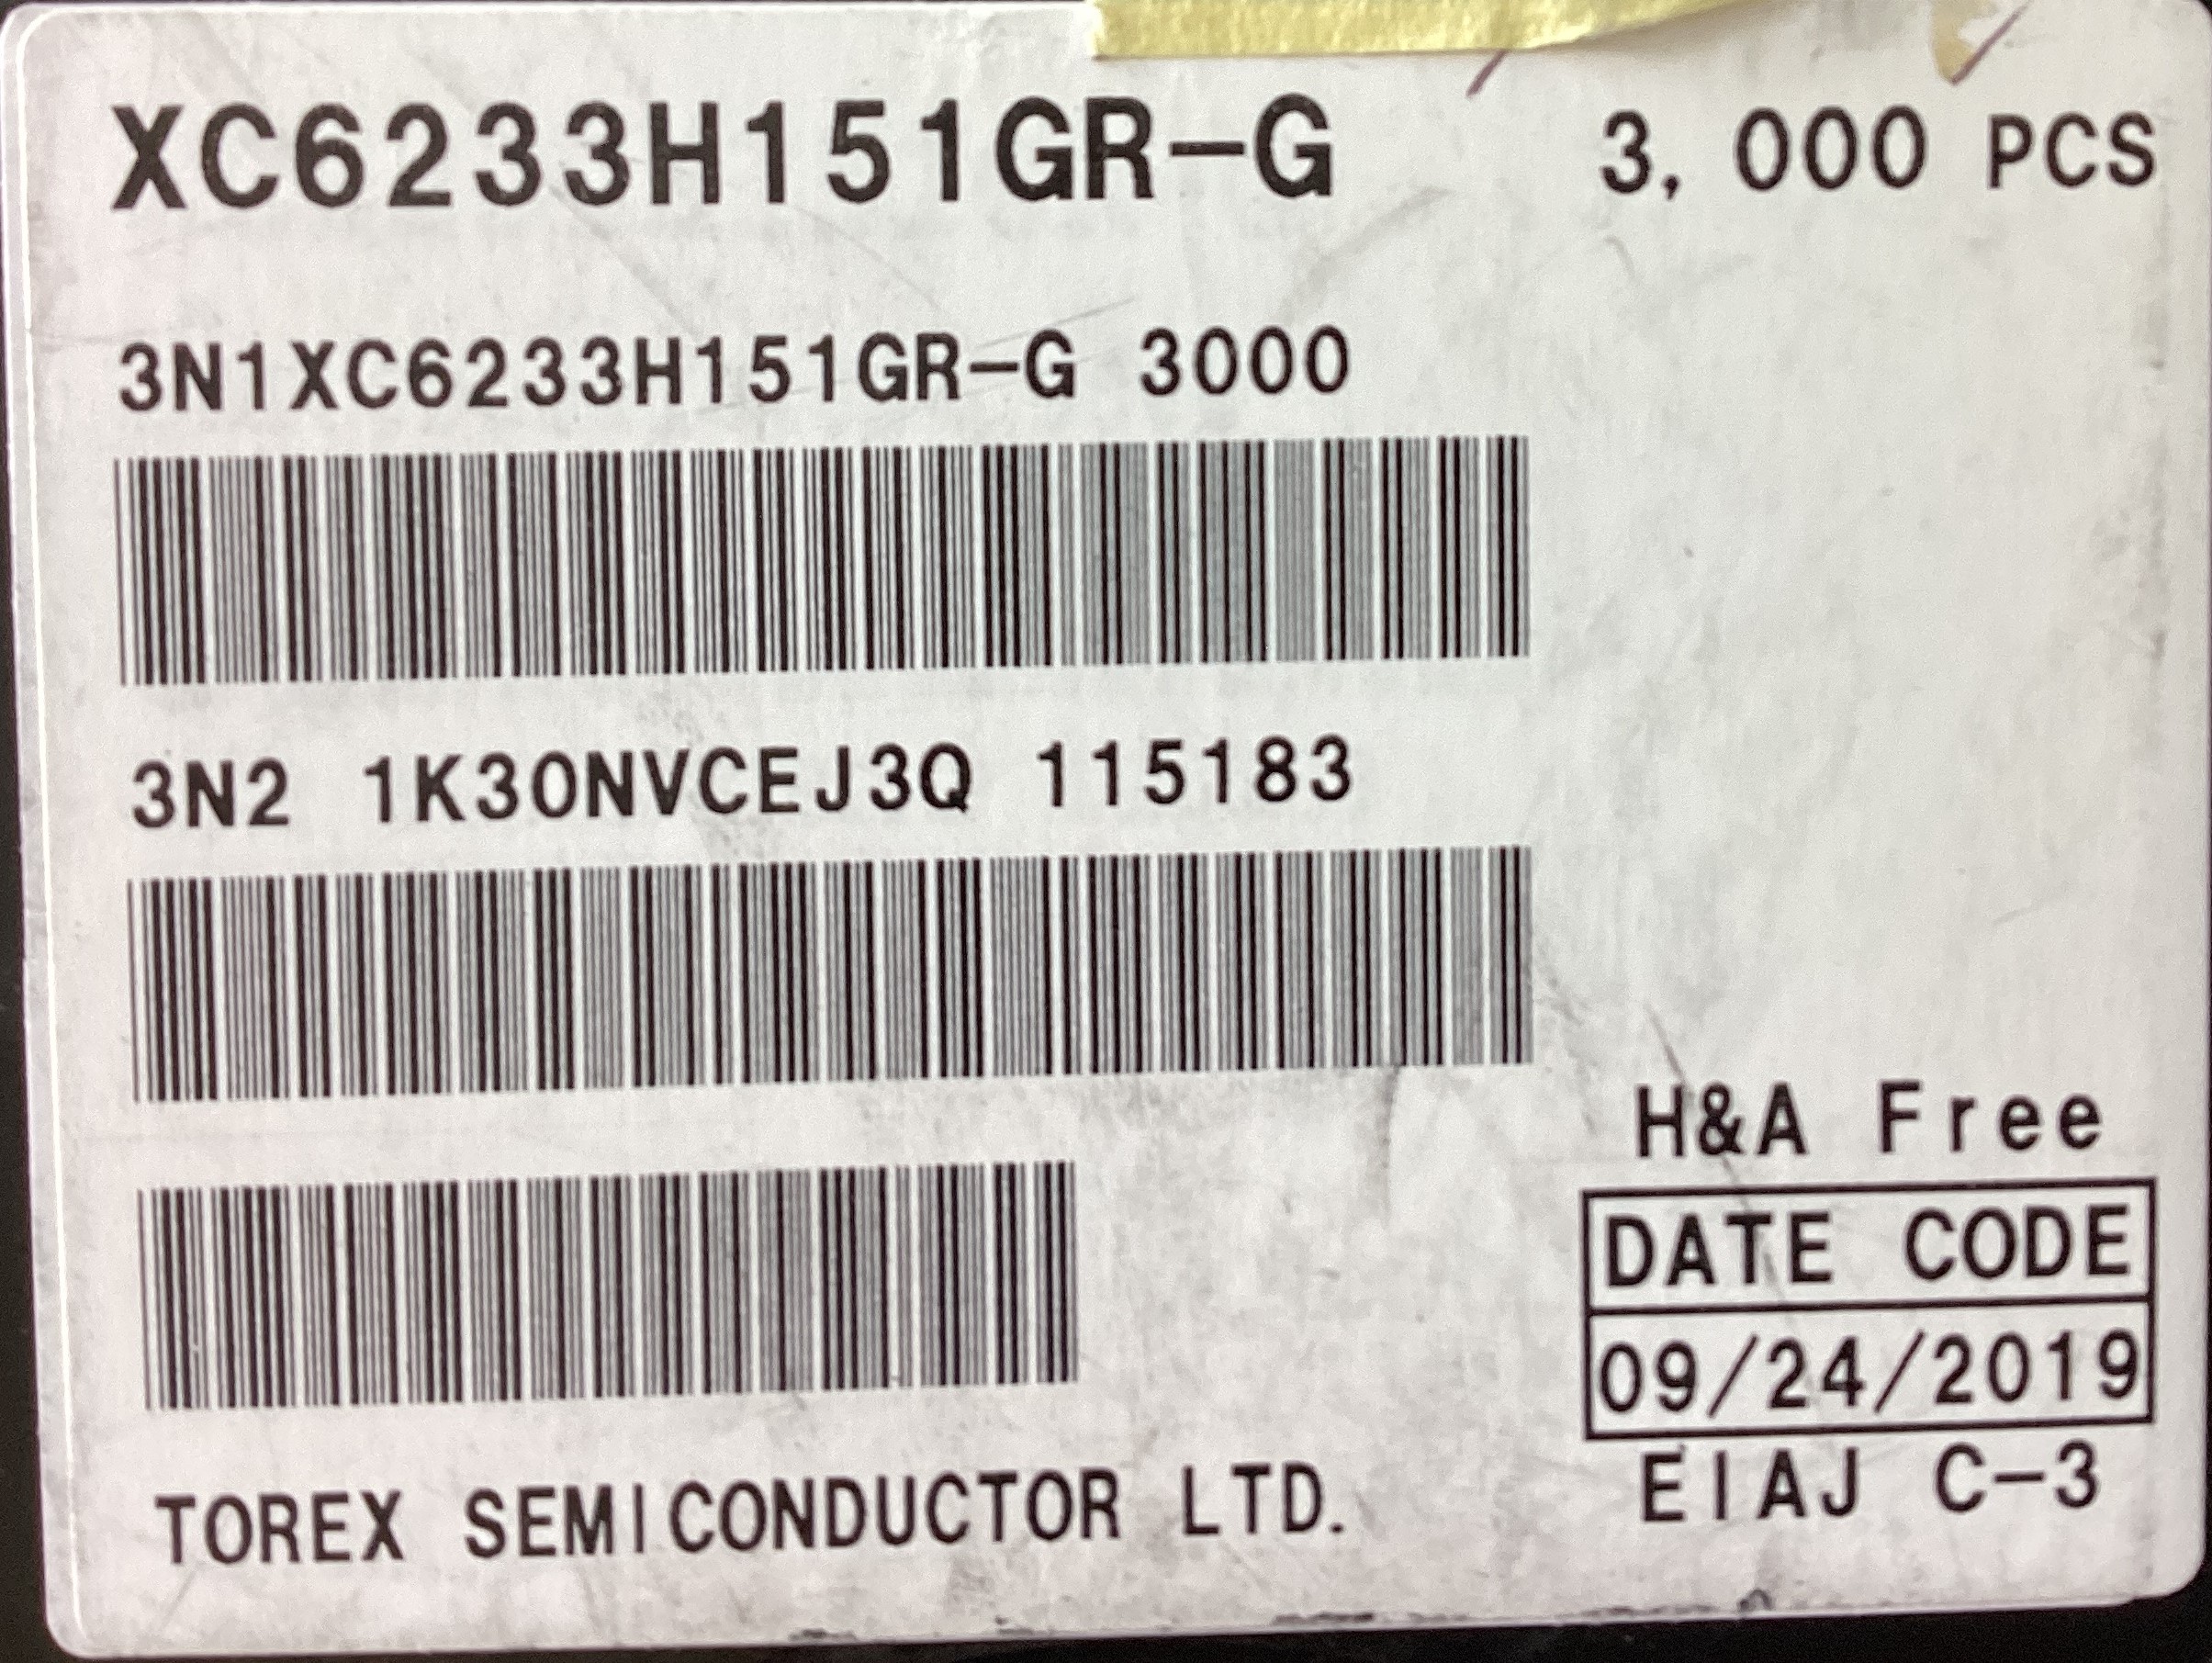 XC6233H151GR-G 3,000 PCS
3N1XC6233H151GR-G 3000
3N2 1K30NVCEJ3Q 115183
H&A Free
DATE CODE
09/24/2019
EIAJ C-3
TOREX SEMICONDUCTOR LTD.